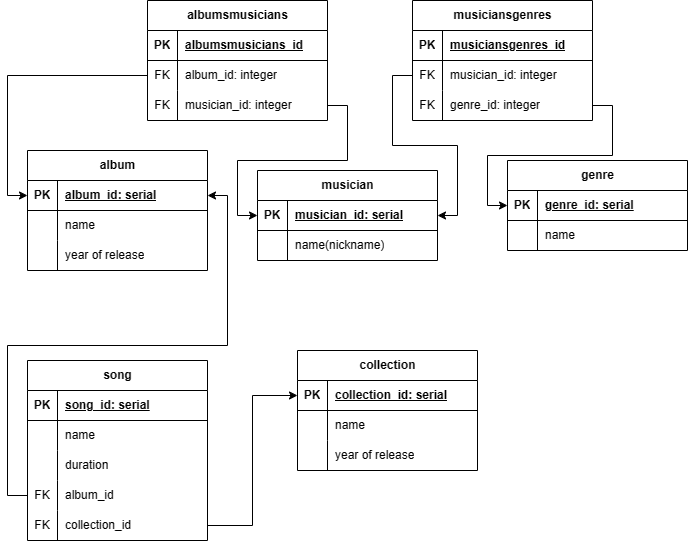 albumsmusicians
PK albumsmusicians_id
FK album_id: integer
FK musician_id: integer
musiciansgenres
PK musiciansgenres_id
FK musician_id: integer
FK genre_id: integer
album
PK album_id: serial
name
year of release
musician
PK musician_id: serial
name(nickname)
genre
PK genre_id: serial
name
song
PK song_id: serial
name
duration
FK album_id
FK collection_id
collection
PK collection_id: serial
name
year of release